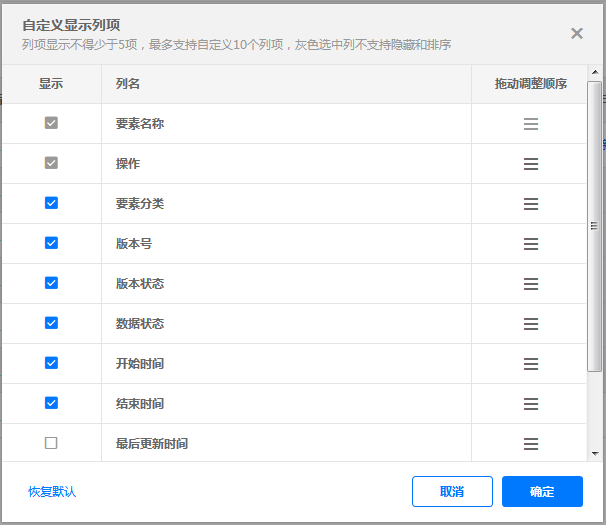 自定义显示列项
列项显示不得少于5项，最多支持自定义10个列项，灰色选中列不支持隐藏和排序
显示 列名 拖动调整顺序
要素名称
操作
要素分类
版本号
版本状态
数据状态
开始时间
结束时间
最后更新时间
恢复默认 取消 确定